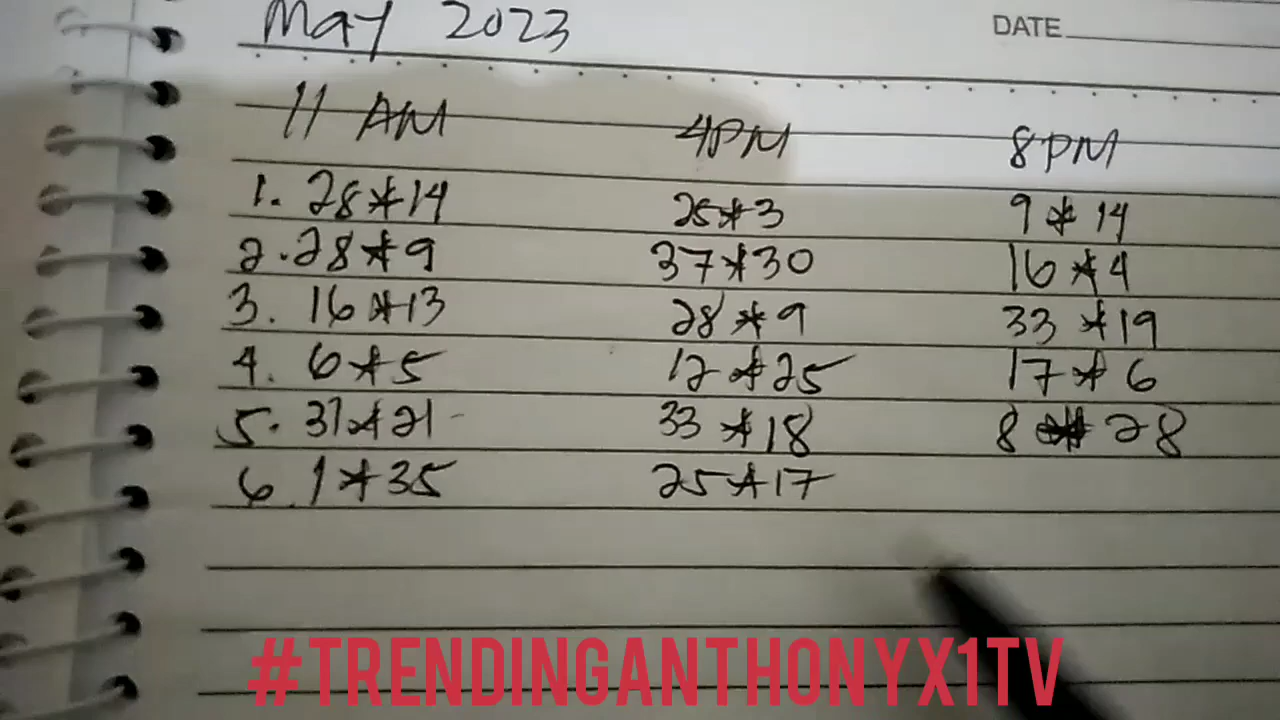 May 2023
DATE
11 AM 4PM 8PM
1. 28*14 25*3 9*14
2. 28*9 37*30 16*4
3. 16*13 28*9 33*19
4. 6*5 12*25 17*6
5. 31*21 33*18 8*28
6. 1*35 25*17
#TRENDINGANTHONYX1TV